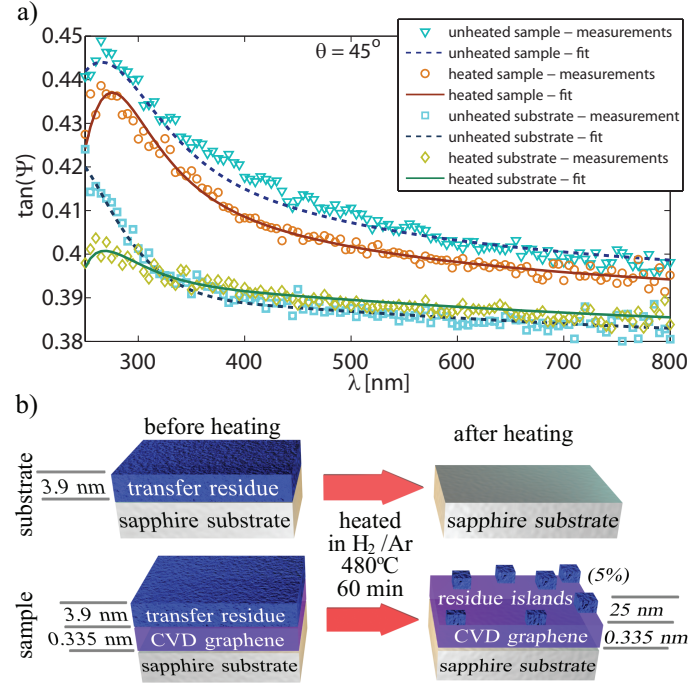 a)
θ = 45°
unheated sample – measurements
unheated sample – fit
heated sample – measurements
heated sample – fit
unheated substrate – measurement
unheated substrate – fit
heated substrate – measurements
heated substrate – fit
tan(Ψ)
0.45
0.44
0.43
0.42
0.41
0.4
0.39
0.38
300 400 500 600 700 800
λ [nm]
b)
before heating
after heating
substrate
3.9 nm
transfer residue
sapphire substrate
sapphire substrate
heated
in H2 /Ar
480ºC
60 min
sample
3.9 nm
0.335 nm
transfer residue
CVD graphene
sapphire substrate
(5%)
residue islands
25 nm
CVD graphene
0.335 nm
sapphire substrate